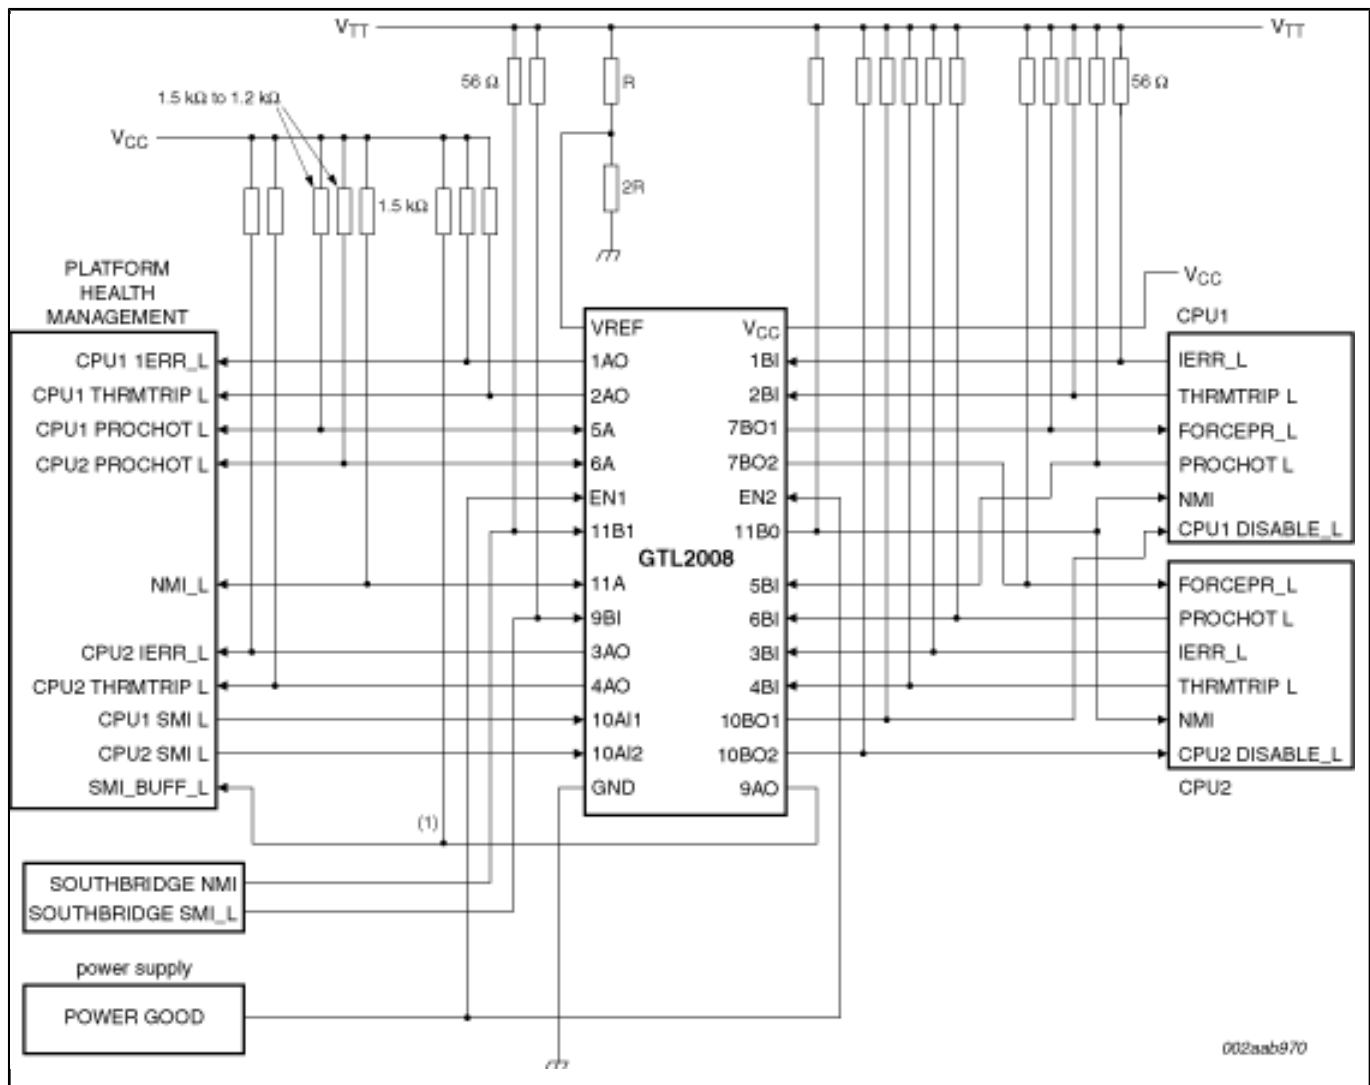 VTT VTT
56 Ω R 56 Ω
1.5 kΩ to 1.2 kΩ
VCC
2R
1.5 kΩ
PLATFORM
HEALTH
MANAGEMENT
VCC
CPU1
VREF VCC
CPU1 1ERR_L 1AO 1BI IERR_L
CPU1 THRMTRIP L 2AO 2BI THRMTRIP L
CPU1 PROCHOT L 5A 7BO1 FORCEPR_L
CPU2 PROCHOT L 6A 7BO2 PROCHOT L
EN1 EN2 NMI
11B1 11B0 CPU1 DISABLE_L
GTL2008
NMI_L 11A 5BI FORCEPR_L
9BI 6BI PROCHOT L
CPU2 IERR_L 3AO 3BI IERR_L
CPU2 THRMTRIP L 4AO 4BI THRMTRIP L
CPU1 SMI L 10AI1 10BO1 NMI
CPU2 SMI L 10AI2 10BO2 CPU2 DISABLE_L
SMI_BUFF_L GND 9AO CPU2
(1)
SOUTHBRIDGE NMI
SOUTHBRIDGE SMI_L
power supply
POWER GOOD
002aab970